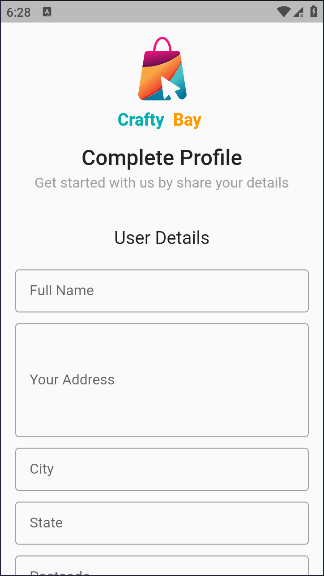 6:28
Crafty Bay
Complete Profile
Get started with us by share your details
User Details
Full Name
Your Address
City
State
Postcode